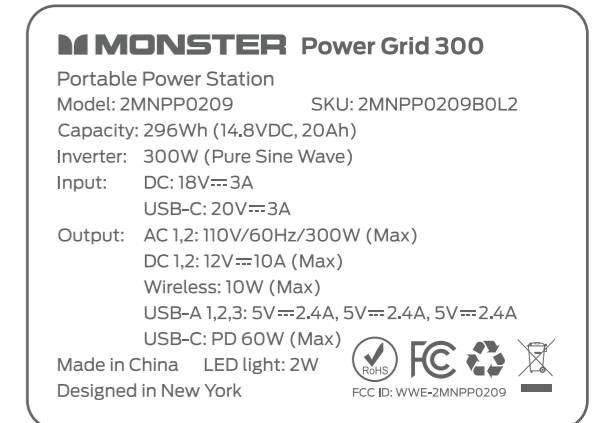 MONSTER Power Grid 300
Portable Power Station
Model: 2MNPP0209 SKU: 2MNPP0209B0L2
Capacity: 296Wh (14.8VDC, 20Ah)
Inverter: 300W (Pure Sine Wave)
Input: DC: 18V⎓3A
USB-C: 20V⎓3A
Output: AC 1,2: 110V/60Hz/300W (Max)
DC 1,2: 12V⎓10A (Max)
Wireless: 10W (Max)
USB-A 1,2,3: 5V⎓2.4A, 5V⎓2.4A, 5V⎓2.4A
USB-C: PD 60W (Max)
Made in China LED light: 2W
RoHS FC
Designed in New York FCC ID: WWE-2MNPP0209